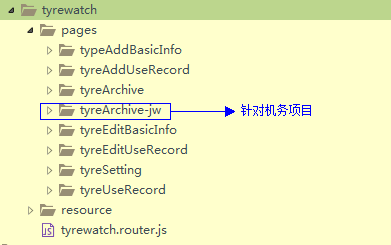 tyrewatch
pages
typeAddBasicInfo
tyreAddUseRecord
tyreArchive
tyreArchive-jw 针对机务项目
tyreEditBasicInfo
tyreEditUseRecord
tyreSetting
tyreUseRecord
resource
tyrewatch.router.js